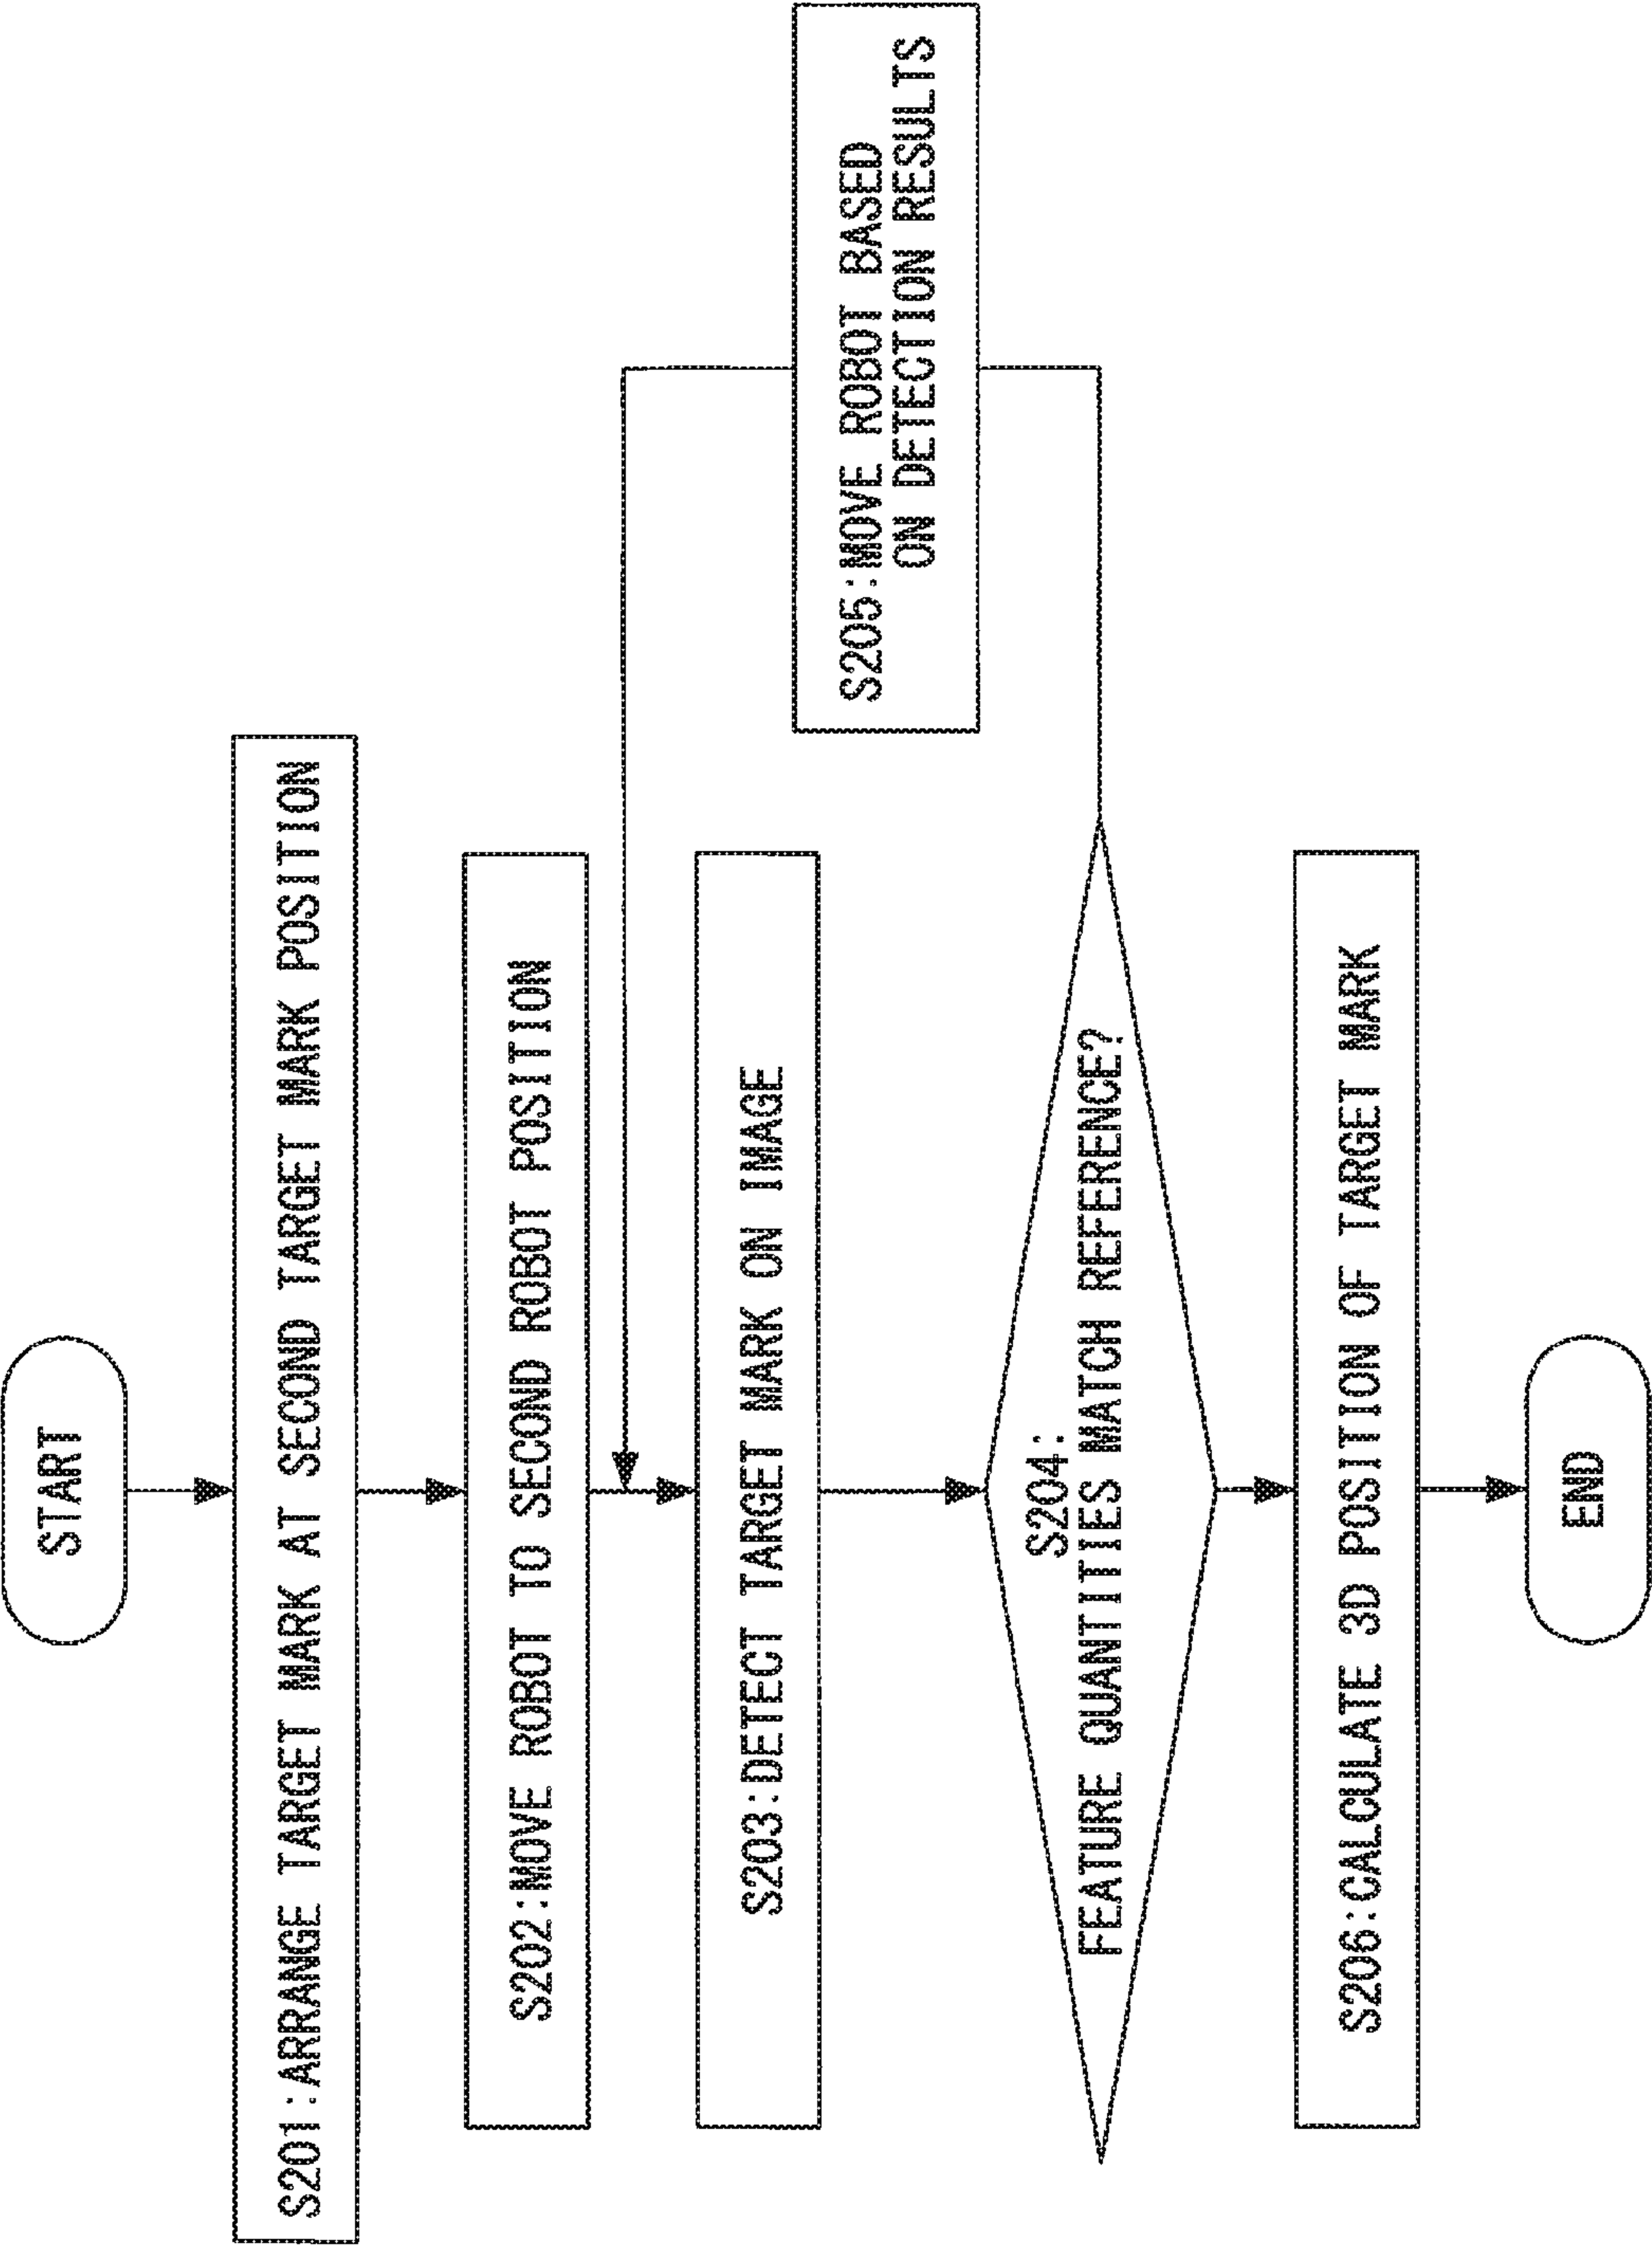 START
S201:ARRANGE TARGET MARK AT SECOND TARGET MARK POSITION
S202:MOVE ROBOT TO SECOND ROBOT POSITION
S203:DETECT TARGET MARK ON IMAGE
S204:
FEATURE QUANTITIES MATCH REFERENCE?
S205:MOVE ROBOT BASED
ON DETECTION RESULTS
S206:CALCULATE 3D POSITION OF TARGET MARK
END